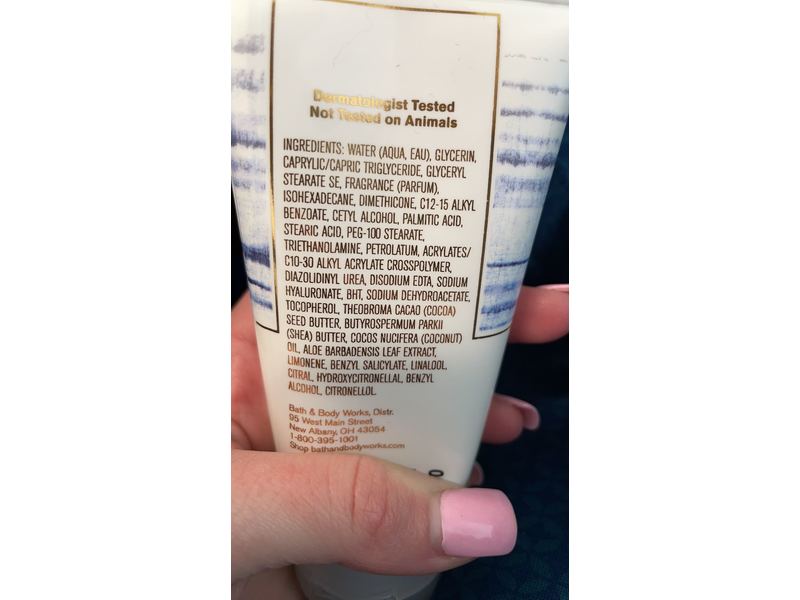 Dermatologist Tested
Not Tested on Animals
INGREDIENTS: WATER (AQUA, EAU), GLYCERIN,
CAPRYLIC/CAPRIC TRIGLYCERIDE, GLYCERYL
STEARATE SE, FRAGRANCE (PARFUM),
ISOHEXADECANE, DIMETHICONE, C12-15 ALKYL
BENZOATE, CETYL ALCOHOL, PALMITIC ACID,
STEARIC ACID, PEG-100 STEARATE,
TRIETHANOLAMINE, PETROLATUM, ACRYLATES/
C10-30 ALKYL ACRYLATE CROSSPOLYMER,
DIAZOLIDINYL UREA, DISODIUM EDTA, SODIUM
HYALURONATE, BHT, SODIUM DEHYDROACETATE,
TOCOPHEROL, THEOBROMA CACAO (COCOA)
SEED BUTTER, BUTYROSPERMUM PARKII
(SHEA) BUTTER, COCOS NUCIFERA (COCONUT)
OIL, ALOE BARBADENSIS LEAF EXTRACT,
LIMONENE, BENZYL SALICYLATE, LINALOOL,
CITRAL, HYDROXYCITRONELLAL, BENZYL
ALCOHOL, CITRONELLOL.
Bath & Body Works, Distr.
95 West Main Street
New Albany, OH 43054
1-800-395-1001
Shop bathandbodyworks.com